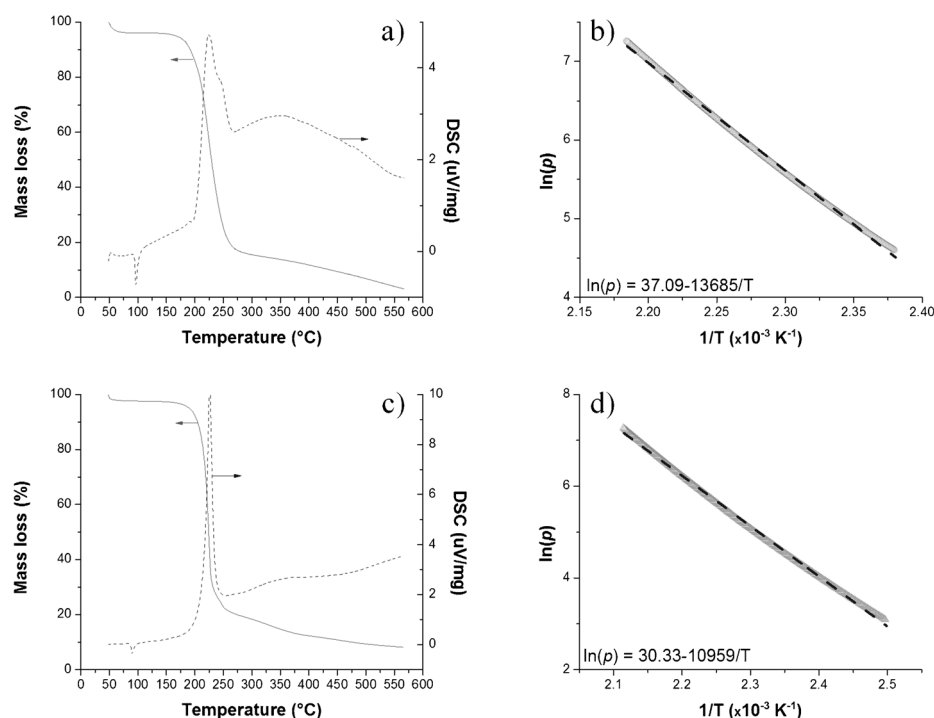 a)
100
80
60
40
20
0
Mass loss (%)
4
2
0
DSC (uV/mg)
0 50 100 150 200 250 300 350 400 450 500 550 600
Temperature (°C)
b)
7
6
5
4
ln(p)
ln(p) = 37.09-13685/T
2.15 2.20 2.25 2.30 2.35 2.40
1/T (x10⁻³ K⁻¹)
c)
100
80
60
40
20
0
Mass loss (%)
10
8
6
4
2
0
DSC (uV/mg)
0 50 100 150 200 250 300 350 400 450 500 550 600
Temperature (°C)
d)
8
6
4
2
ln(p)
ln(p) = 30.33-10959/T
2.1 2.2 2.3 2.4 2.5
1/T (x10⁻³ K⁻¹)